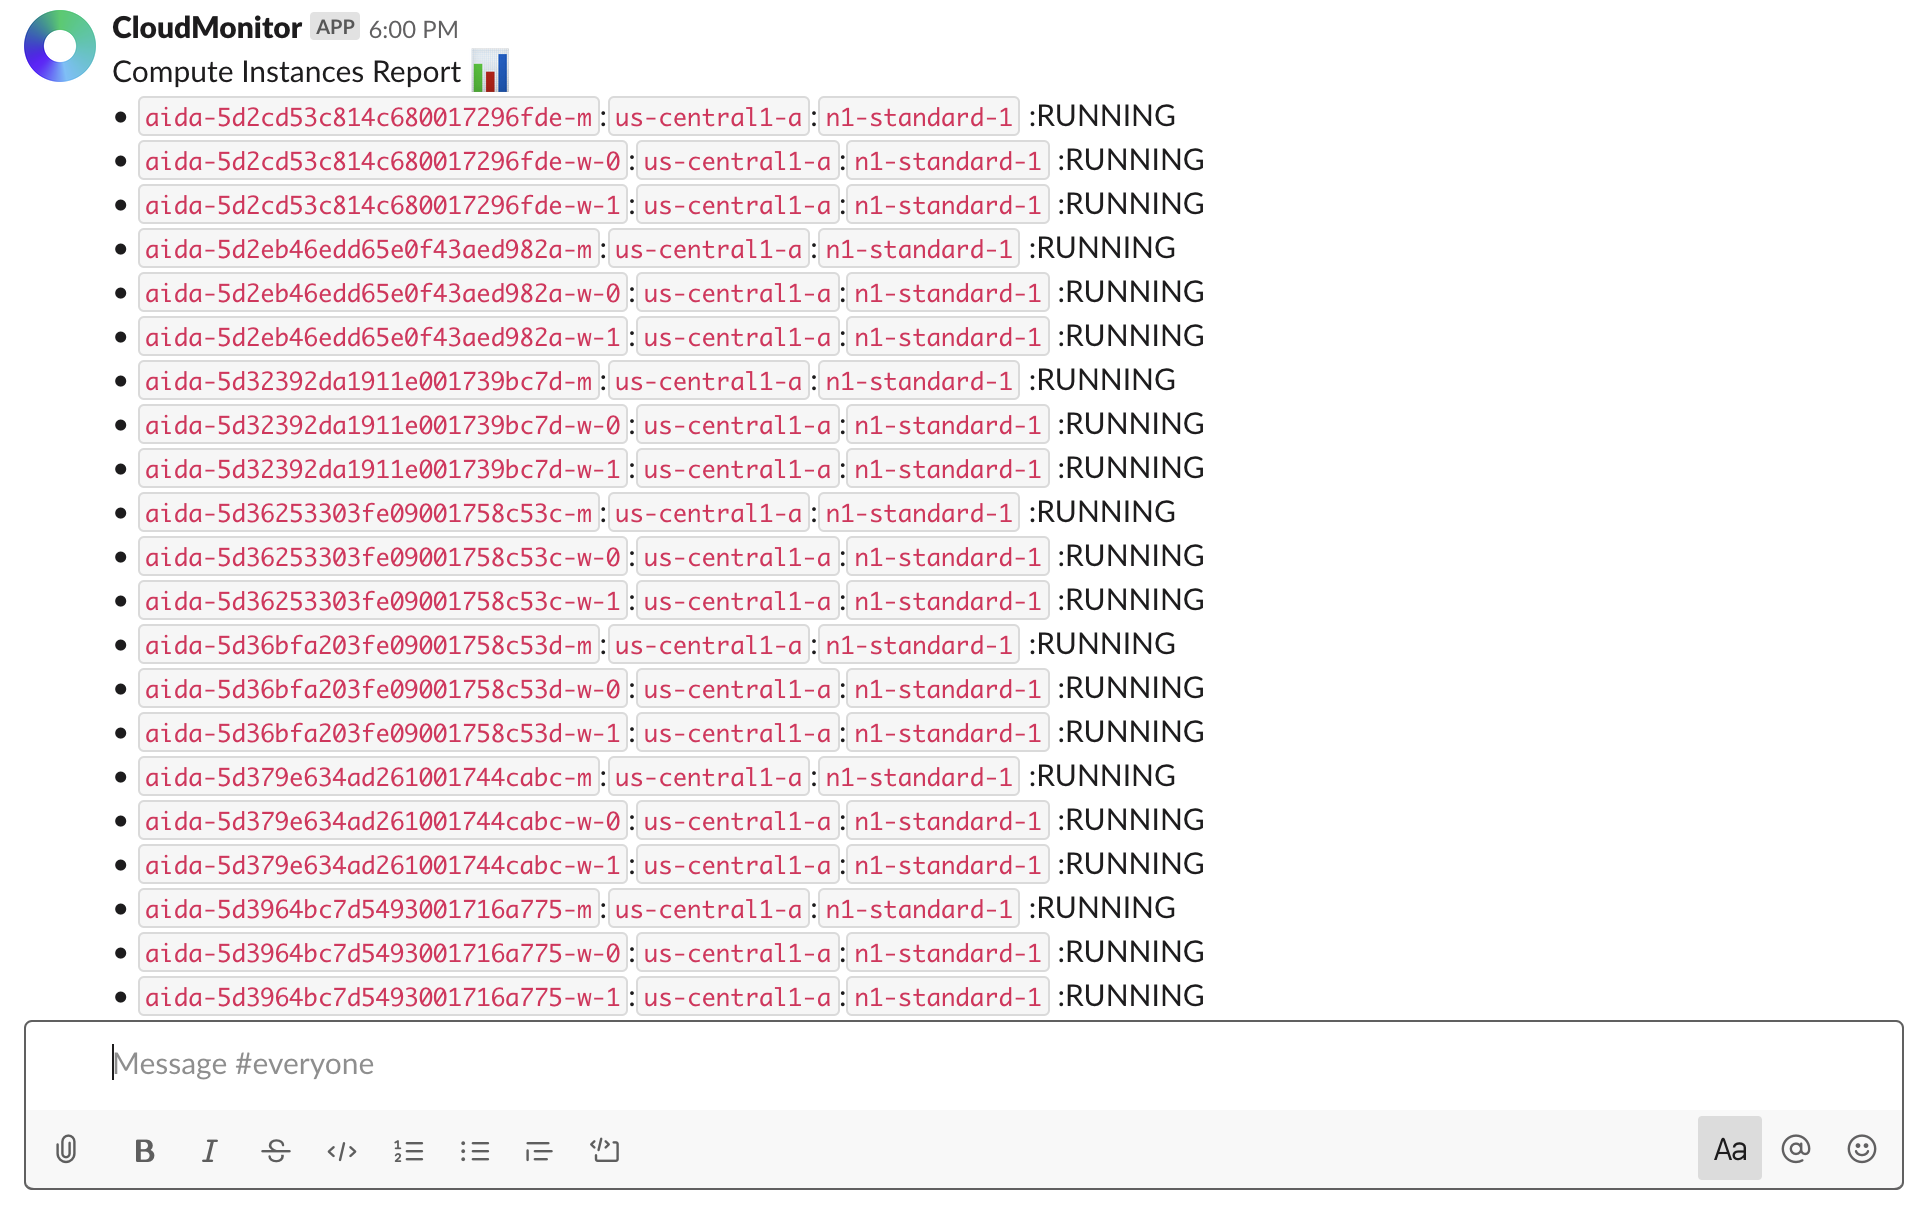 CloudMonitor APP 6:00 PM
Compute Instances Report
• aida-5d2cd53c814c680017296fde-m:us-central1-a:n1-standard-1 :RUNNING
• aida-5d2cd53c814c680017296fde-w-0:us-central1-a:n1-standard-1 :RUNNING
• aida-5d2cd53c814c680017296fde-w-1:us-central1-a:n1-standard-1 :RUNNING
• aida-5d2eb46edd65e0f43aed982a-m:us-central1-a:n1-standard-1 :RUNNING
• aida-5d2eb46edd65e0f43aed982a-w-0:us-central1-a:n1-standard-1 :RUNNING
• aida-5d2eb46edd65e0f43aed982a-w-1:us-central1-a:n1-standard-1 :RUNNING
• aida-5d32392da1911e001739bc7d-m:us-central1-a:n1-standard-1 :RUNNING
• aida-5d32392da1911e001739bc7d-w-0:us-central1-a:n1-standard-1 :RUNNING
• aida-5d32392da1911e001739bc7d-w-1:us-central1-a:n1-standard-1 :RUNNING
• aida-5d36253303fe09001758c53c-m:us-central1-a:n1-standard-1 :RUNNING
• aida-5d36253303fe09001758c53c-w-0:us-central1-a:n1-standard-1 :RUNNING
• aida-5d36253303fe09001758c53c-w-1:us-central1-a:n1-standard-1 :RUNNING
• aida-5d36bfa203fe09001758c53d-m:us-central1-a:n1-standard-1 :RUNNING
• aida-5d36bfa203fe09001758c53d-w-0:us-central1-a:n1-standard-1 :RUNNING
• aida-5d36bfa203fe09001758c53d-w-1:us-central1-a:n1-standard-1 :RUNNING
• aida-5d379e634ad261001744cabc-m:us-central1-a:n1-standard-1 :RUNNING
• aida-5d379e634ad261001744cabc-w-0:us-central1-a:n1-standard-1 :RUNNING
• aida-5d379e634ad261001744cabc-w-1:us-central1-a:n1-standard-1 :RUNNING
• aida-5d3964bc7d5493001716a775-m:us-central1-a:n1-standard-1 :RUNNING
• aida-5d3964bc7d5493001716a775-w-0:us-central1-a:n1-standard-1 :RUNNING
• aida-5d3964bc7d5493001716a775-w-1:us-central1-a:n1-standard-1 :RUNNING
Message #everyone
B I S </> Aa @